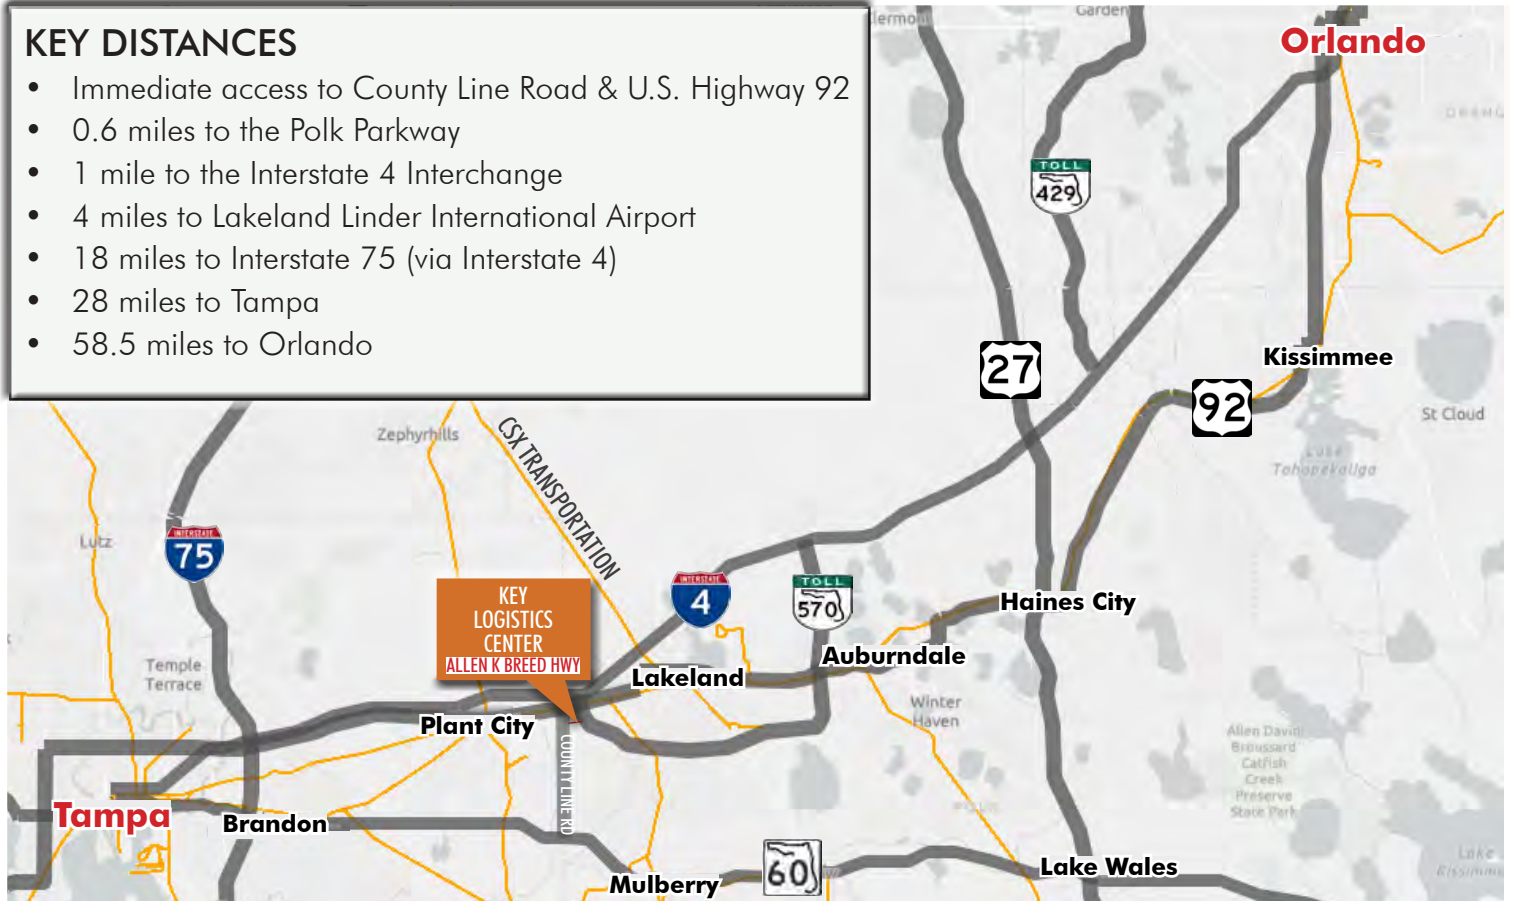 KEY DISTANCES
• Immediate access to County Line Road & U.S. Highway 92
• 0.6 miles to the Polk Parkway
• 1 mile to the Interstate 4 Interchange
• 4 miles to Lakeland Linder International Airport
• 18 miles to Interstate 75 (via Interstate 4)
• 28 miles to Tampa
• 58.5 miles to Orlando
Garden
Orlando
TOLL
429
27
Kissimmee
92
St Cloud
Lake
Tohopekaliga
Zephyrhills
CSX TRANSPORTATION
Lutz
INTERSTATE
75
KEY
LOGISTICS
CENTER
ALLEN K BREED HWY
INTERSTATE
4
TOLL
570
Haines City
Auburndale
Lakeland
Temple
Terrace
Plant City
Winter
Haven
COUNTY LINE RD
Allen David
Broussard
Catfish
Creek
Preserve
State Park
POLK
Tampa
Brandon
Mulberry
60
Lake Wales
Lake